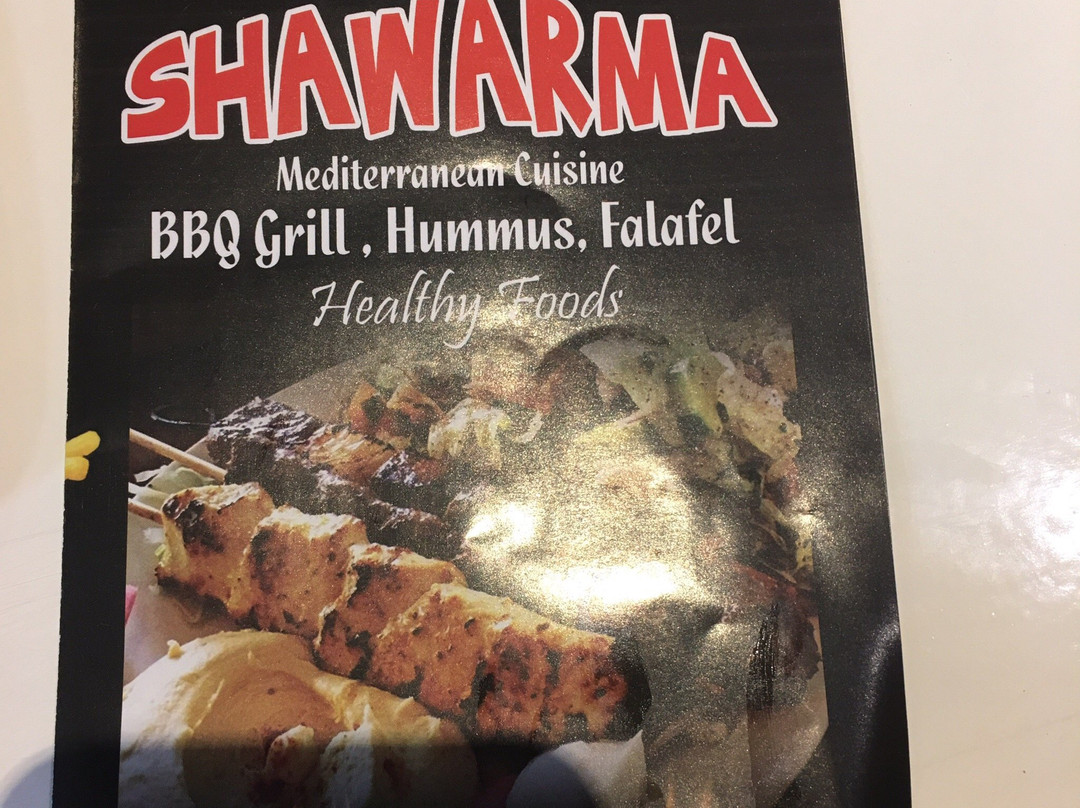 SHAWARMA
Mediterranean Cuisine
BBQ Grill , Hummus, Falafel
Healthy Foods